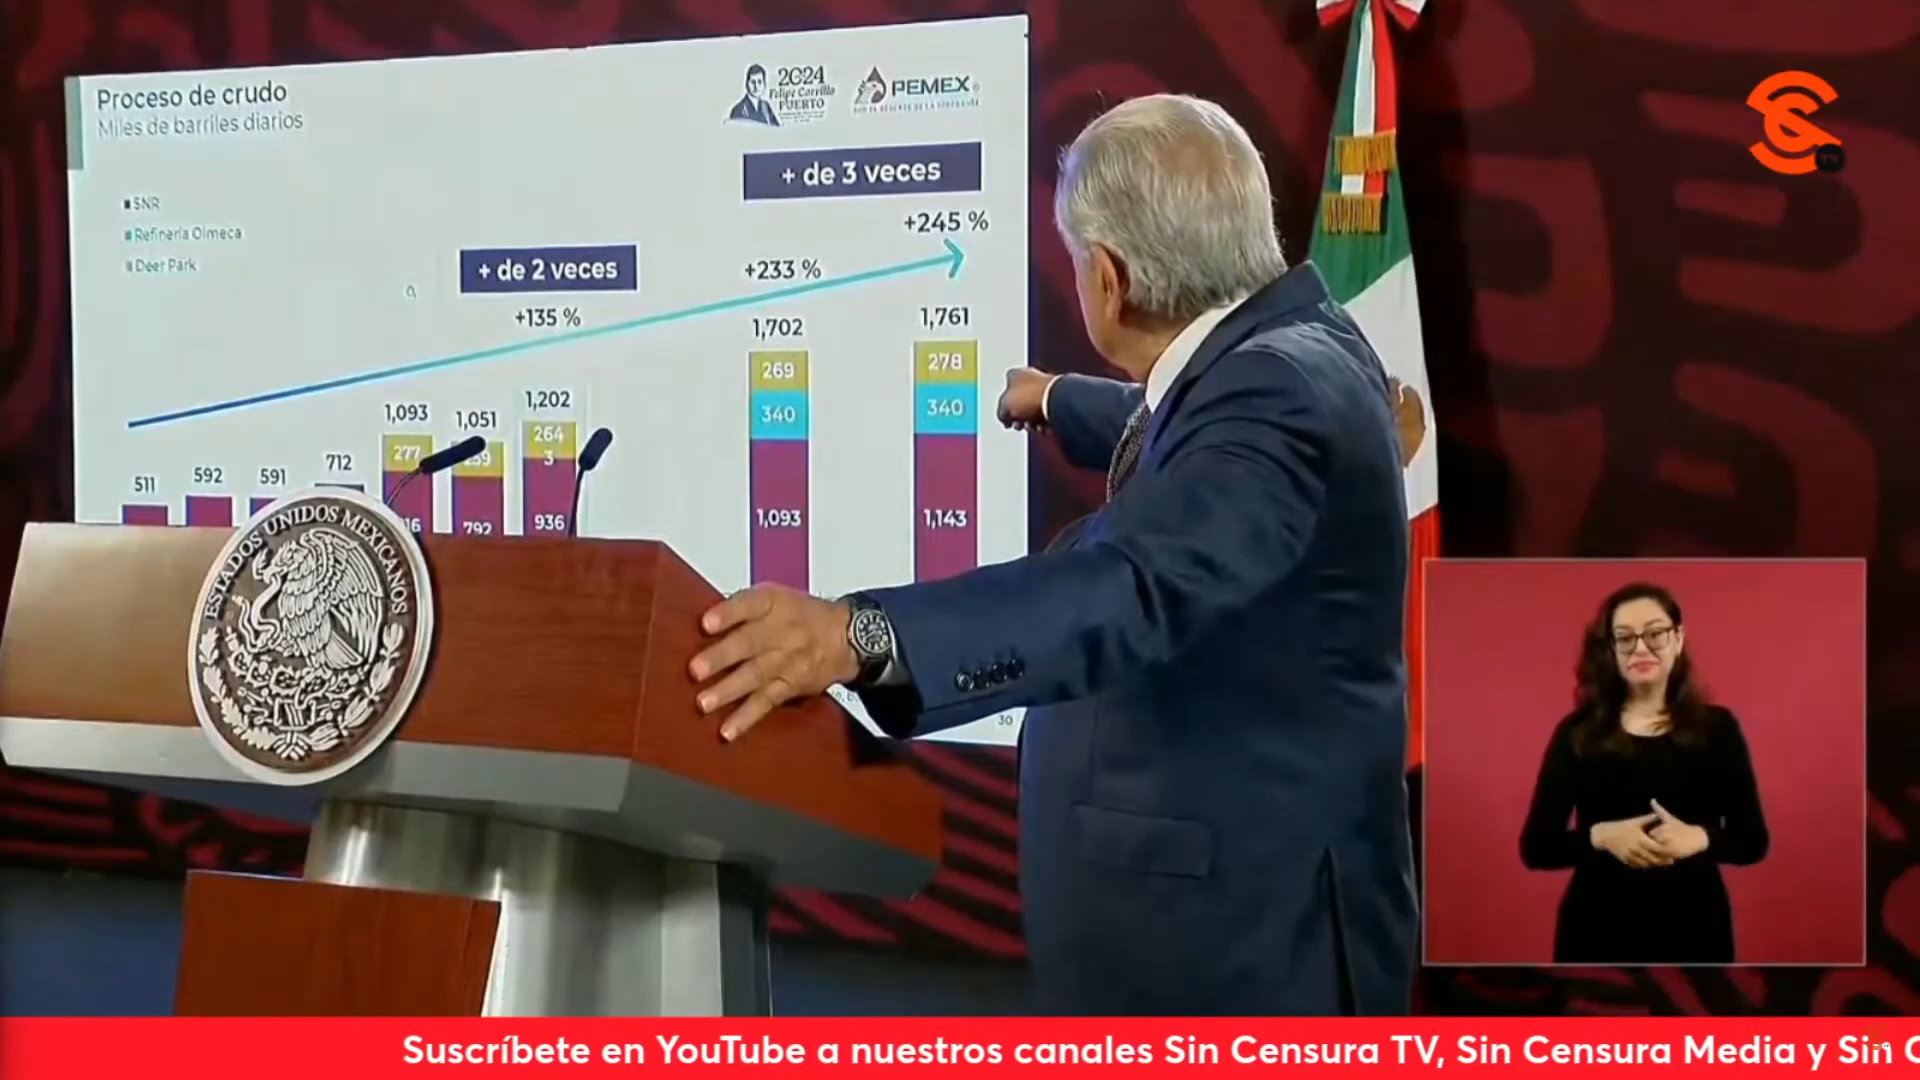 Proceso de crudo
Miles de barriles diarios
2024
Felipe Carrillo
PUERTO
PEMEX
+ de 3 veces
+245 %
SNR
Refinería Olmeca
Deer Park
+ de 2 veces
+233 %
+135 %
1,702
1,761
1,093
1,051
1,202
269
278
340
340
277
264
3
511
592
591
712
792
936
1,093
1,143
ESTADOS UNIDOS MEXICANOS
30
TV
Suscríbete en YouTube a nuestros canales Sin Censura TV, Sin Censura Media y Sin